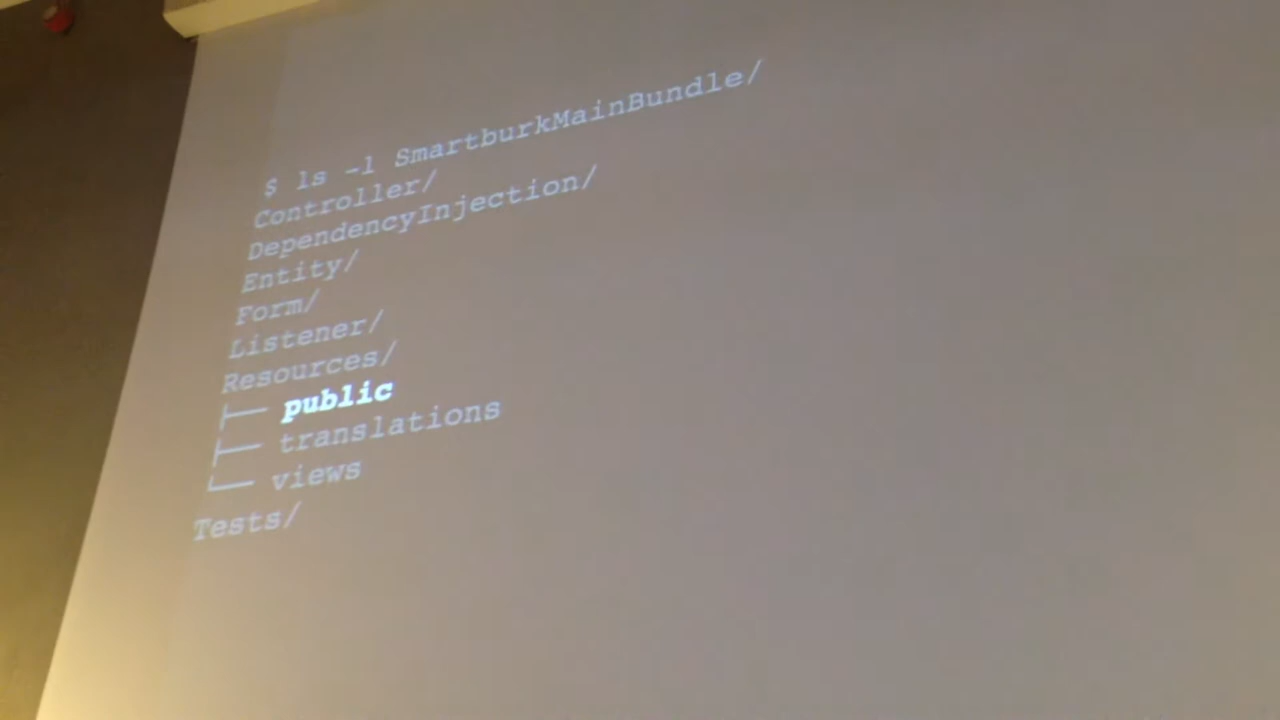 $ ls -l SmartburkMainBundle/
Controller/
DependencyInjection/
Entity/
Form/
Listener/
Resources/
├── public
├── translations
└── views
Tests/